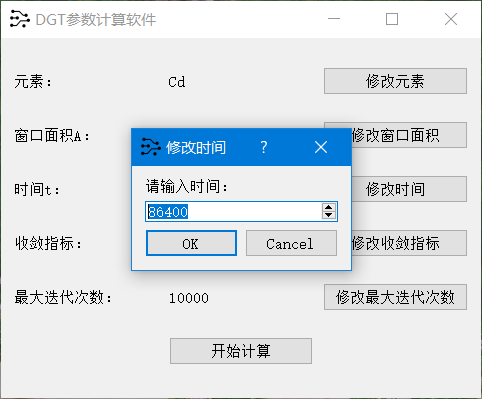 DGT参数计算软件
元素：
Cd
修改元素
窗口面积A：
修改窗口面积
时间t：
修改时间
收敛指标：
修改收敛指标
最大迭代次数：
10000
修改最大迭代次数
开始计算
修改时间
?
请输入时间：
86400
OK
Cancel